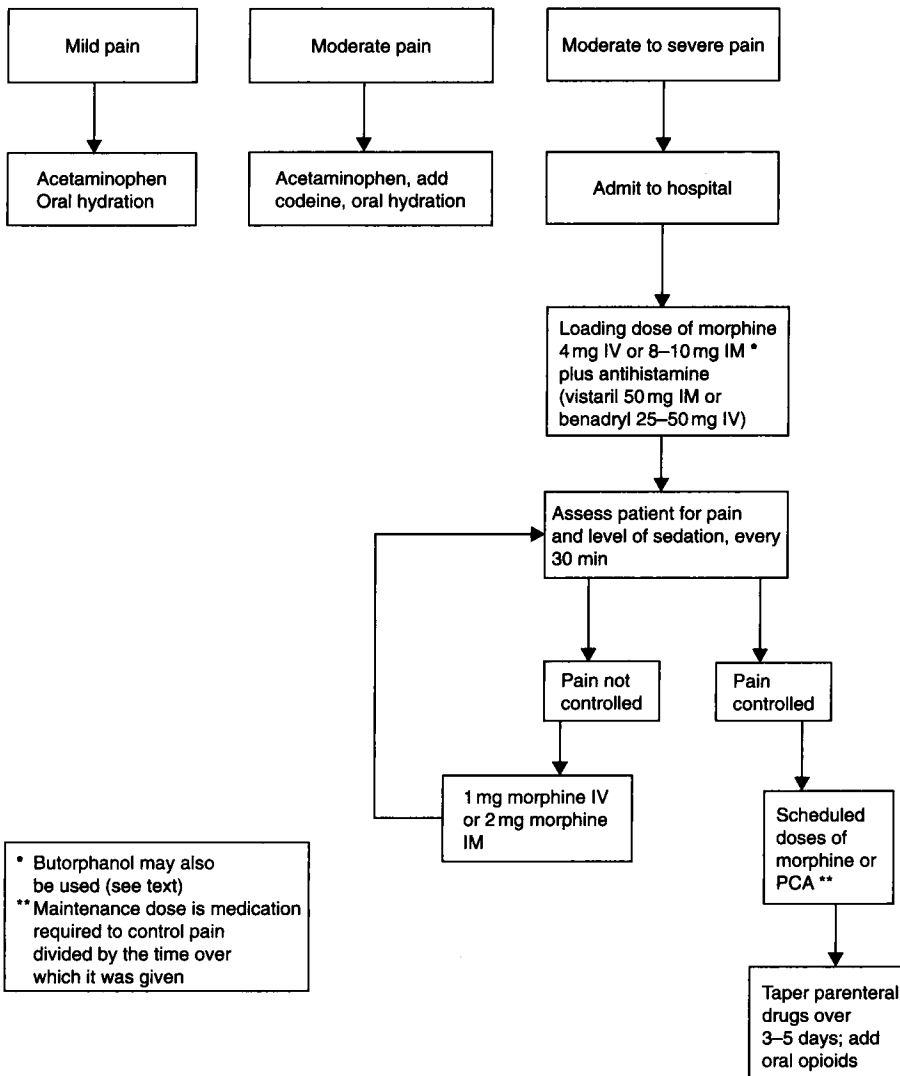 Mild pain
Moderate pain
Moderate to severe pain
Acetaminophen
Oral hydration
Acetaminophen, add
codeine, oral hydration
Admit to hospital
Loading dose of morphine
4 mg IV or 8–10 mg IM *
plus antihistamine
(vistaril 50 mg IM or
benadryl 25–50 mg IV)
Assess patient for pain
and level of sedation, every
30 min
Pain not
controlled
Pain
controlled
1 mg morphine IV
or 2 mg morphine
IM
Scheduled
doses of
morphine or
PCA **
* Butorphanol may also
be used (see text)
** Maintenance dose is medication
required to control pain
divided by the time over
which it was given
Taper parenteral
drugs over
3–5 days; add
oral opioids